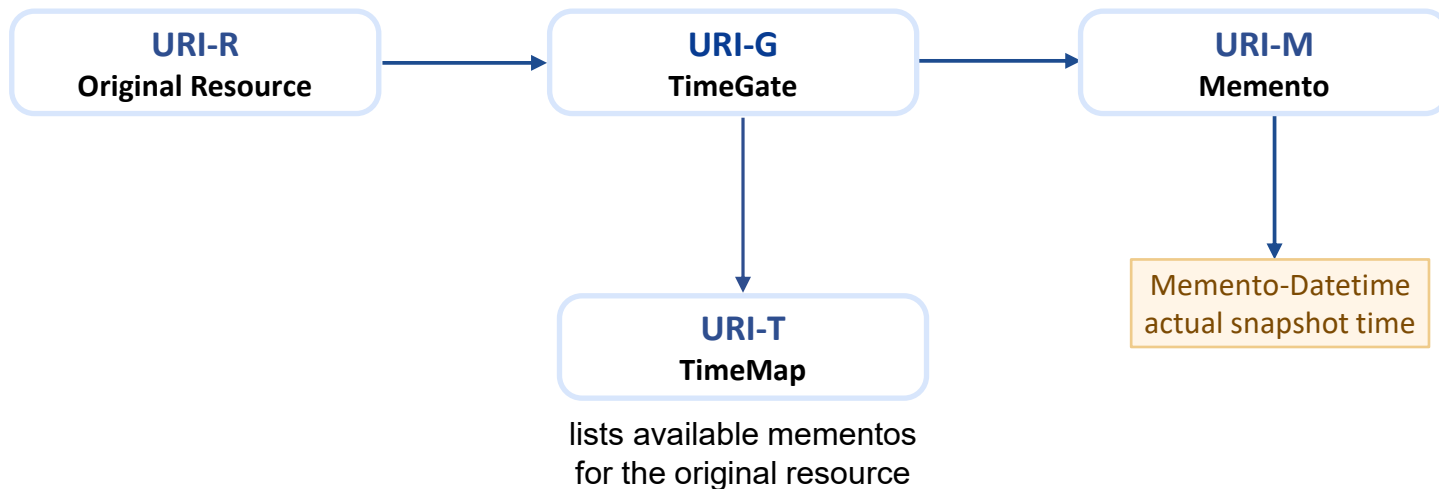 URI-R
Original Resource
URI-G
TimeGate
URI-M
Memento
Memento-Datetime
actual snapshot time
URI-T
TimeMap
lists available mementos
for the original resource